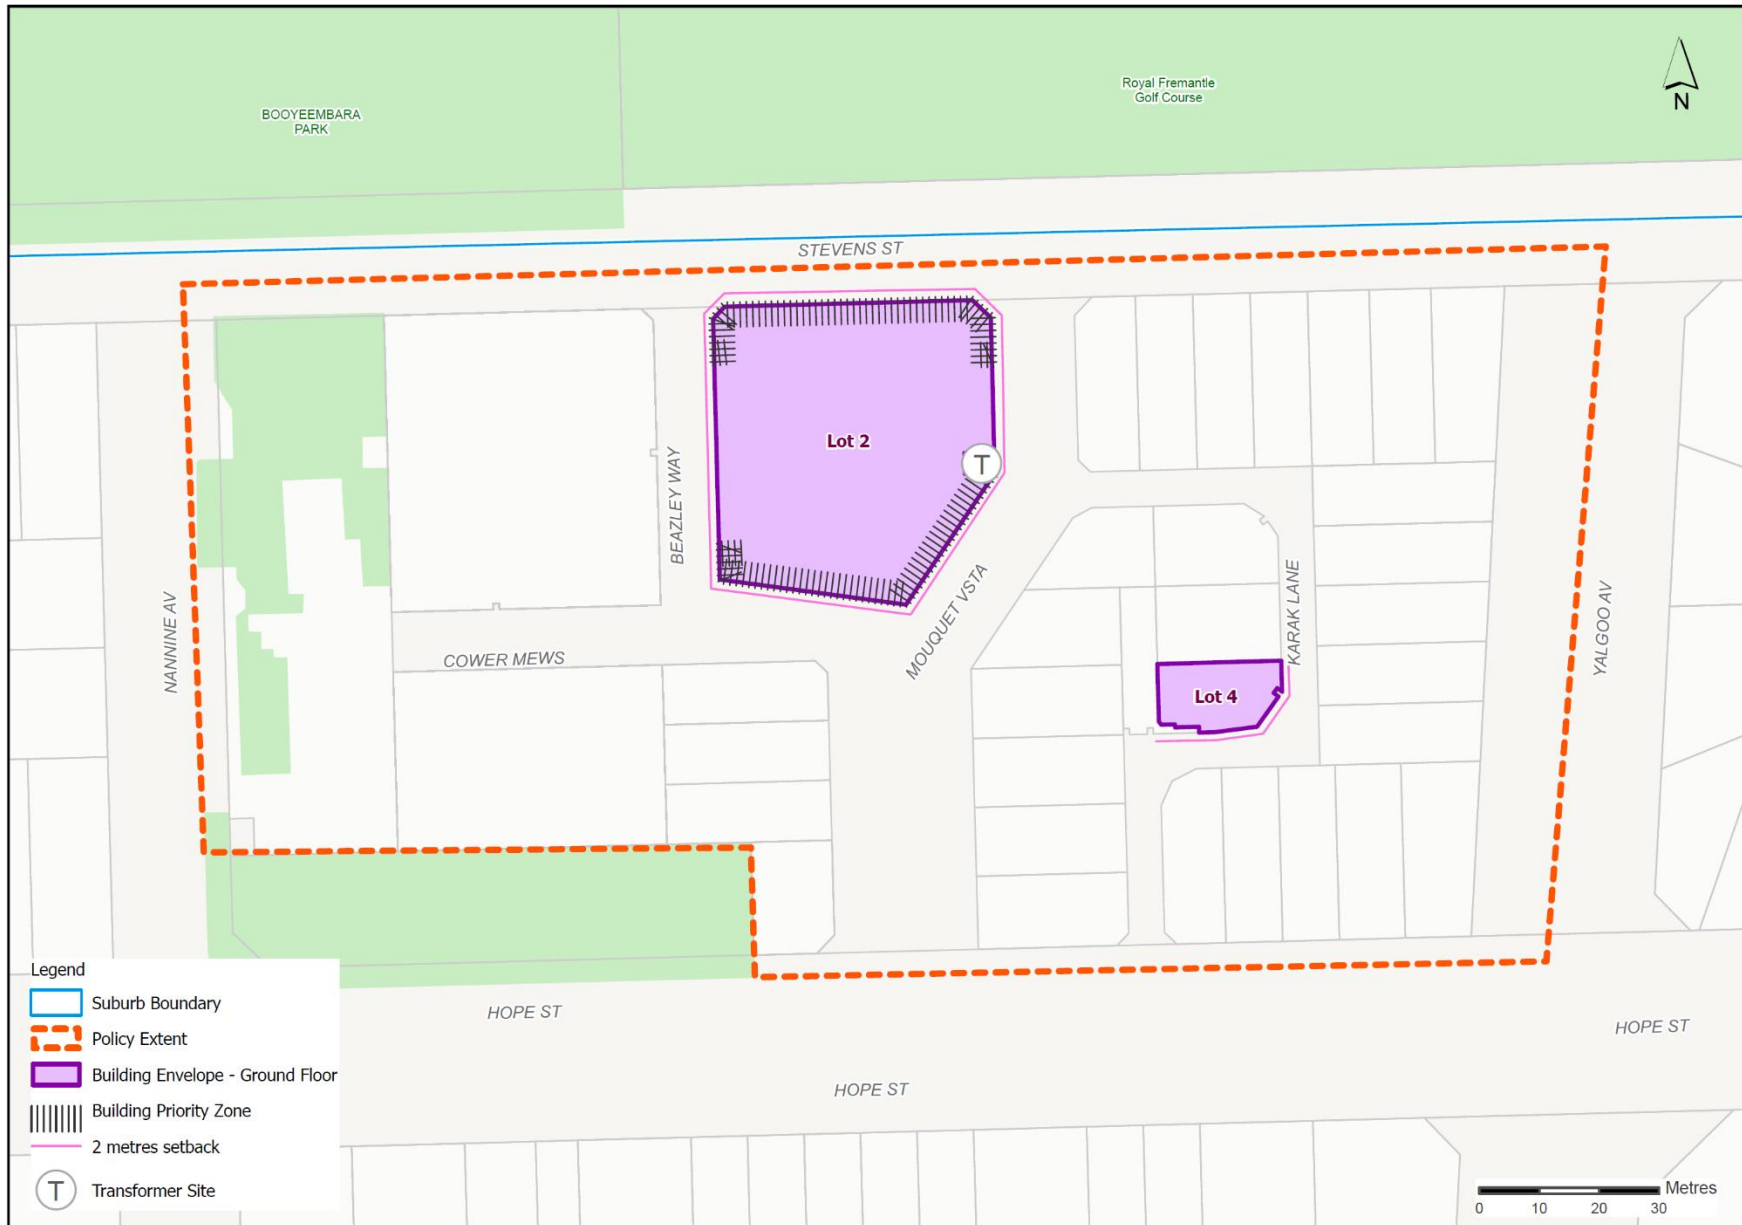 BOOYEEMBARA
PARK
Royal Fremantle
Golf Course
N
STEVENS ST
Lot 2
T
BEAZLEY WAY
NANNINE AV
COWER MEWS
MOUQUET VSTA
KARAK LANE
Lot 4
YALGOO AV
HOPE ST
HOPE ST
HOPE ST
Legend
Suburb Boundary
Policy Extent
Building Envelope - Ground Floor
Building Priority Zone
2 metres setback
T Transformer Site
Metres
0 10 20 30